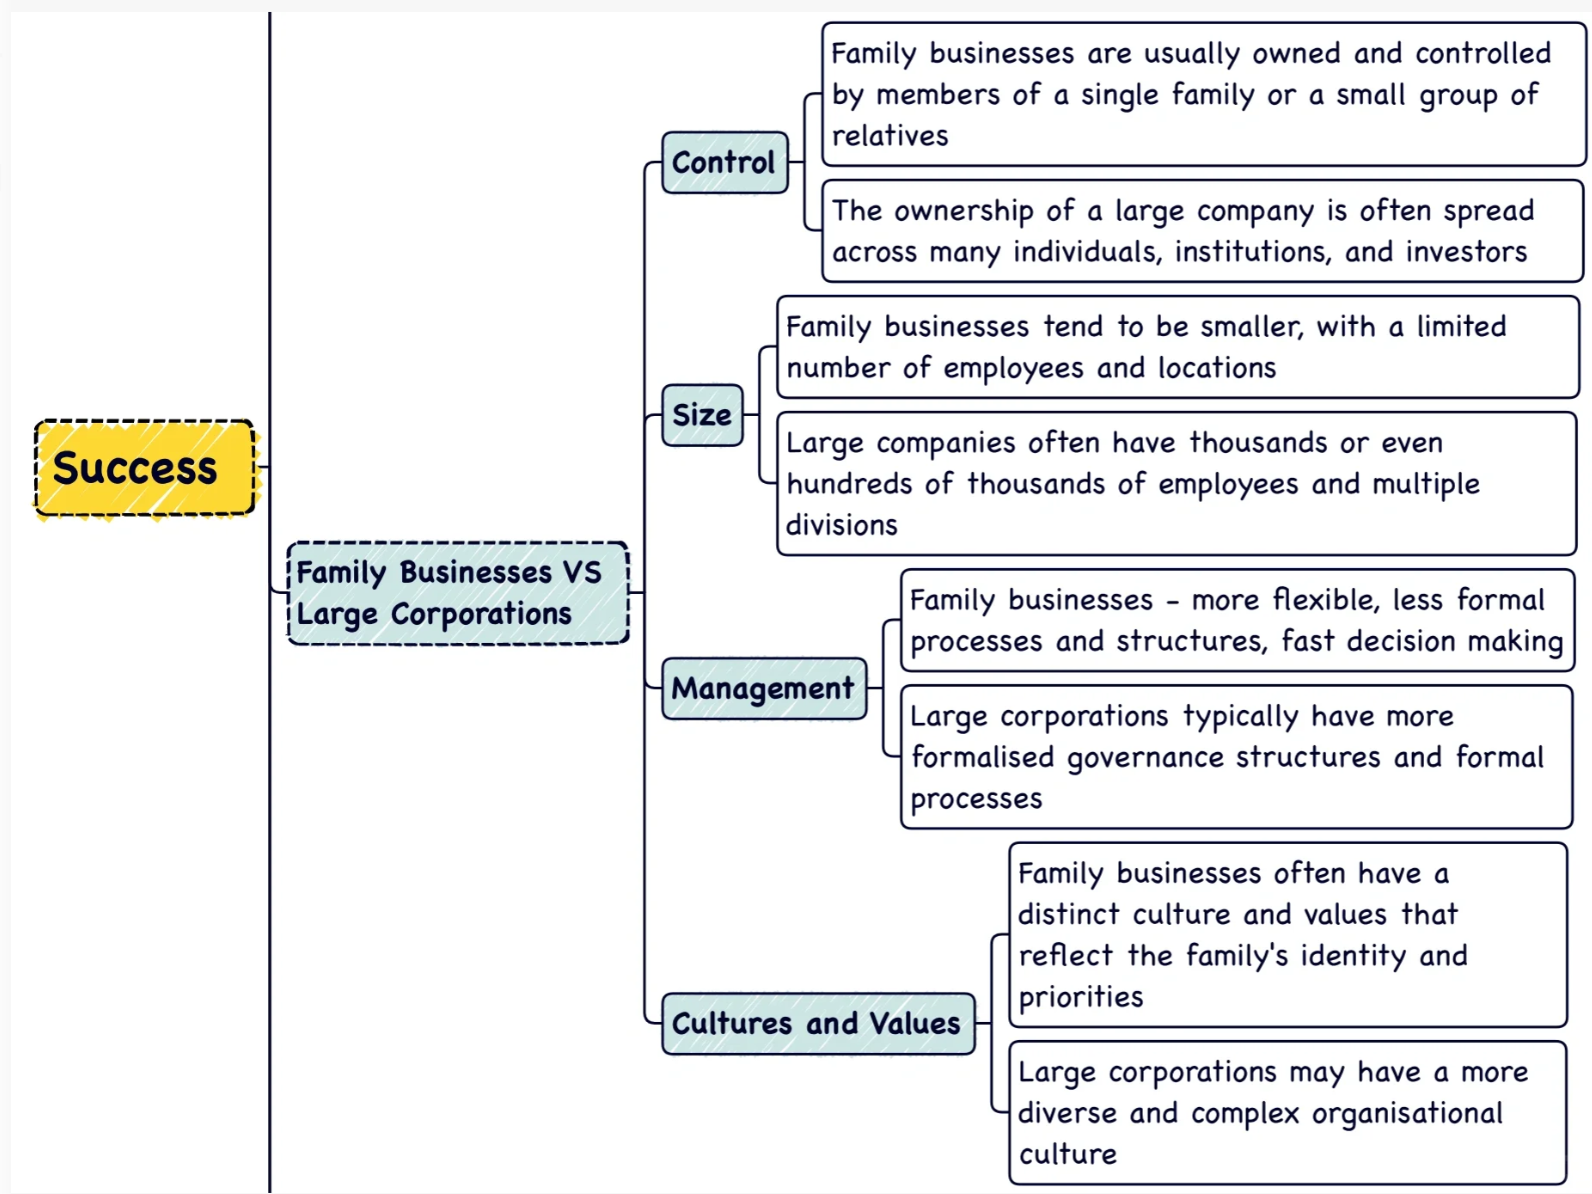 Success
Family Businesses VS
Large Corporations
Control
Family businesses are usually owned and controlled
by members of a single family or a small group of
relatives
The ownership of a large company is often spread
across many individuals, institutions, and investors
Size
Family businesses tend to be smaller, with a limited
number of employees and locations
Large companies often have thousands or even
hundreds of thousands of employees and multiple
divisions
Management
Family businesses - more flexible, less formal
processes and structures, fast decision making
Large corporations typically have more
formalised governance structures and formal
processes
Cultures and Values
Family businesses often have a
distinct culture and values that
reflect the family's identity and
priorities
Large corporations may have a more
diverse and complex organisational
culture